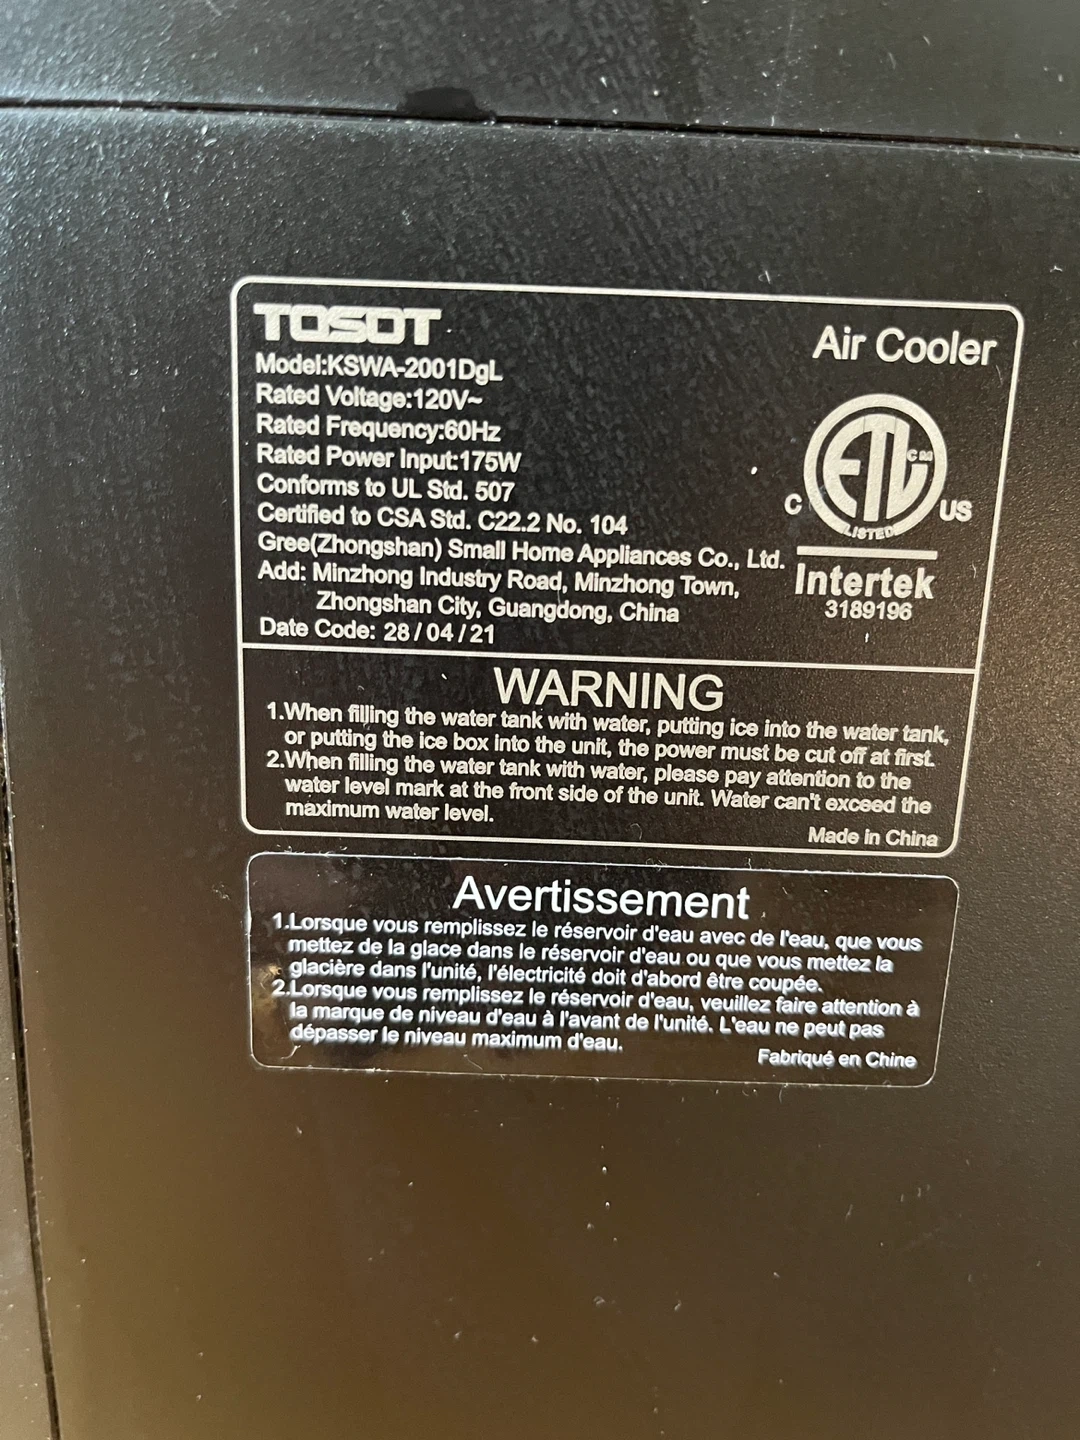 TOSOT
Air Cooler
Model:KSWA-2001DgL
Rated Voltage:120V~
Rated Frequency:60Hz
Rated Power Input:175W
Conforms to UL Std. 507
Certified to CSA Std. C22.2 No. 104
Gree(Zhongshan) Small Home Appliances Co., Ltd.
Add: Minzhong Industry Road, Minzhong Town,
Zhongshan City, Guangdong, China
Date Code: 28/04/21
ETL CM
C US
LISTED
Intertek
3189196
WARNING
1.When filling the water tank with water, putting ice into the water tank,
or putting the ice box into the unit, the power must be cut off at first.
2.When filling the water tank with water, please pay attention to the
water level mark at the front side of the unit. Water can't exceed the
maximum water level.
Made in China
Avertissement
1.Lorsque vous remplissez le réservoir d'eau avec de l'eau, que vous
mettez de la glace dans le réservoir d'eau ou que vous mettez la
glacière dans l'unité, l'électricité doit d'abord être coupée.
2.Lorsque vous remplissez le réservoir d'eau, veuillez faire attention à
la marque de niveau d'eau à l'avant de l'unité. L'eau ne peut pas
dépasser le niveau maximum d'eau.
Fabriqué en Chine